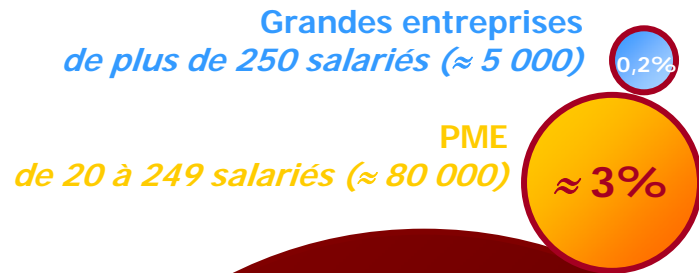 Grandes entreprises
de plus de 250 salariés (≈ 5 000)
0,2%
PME
de 20 à 249 salariés (≈ 80 000)
≈ 3%